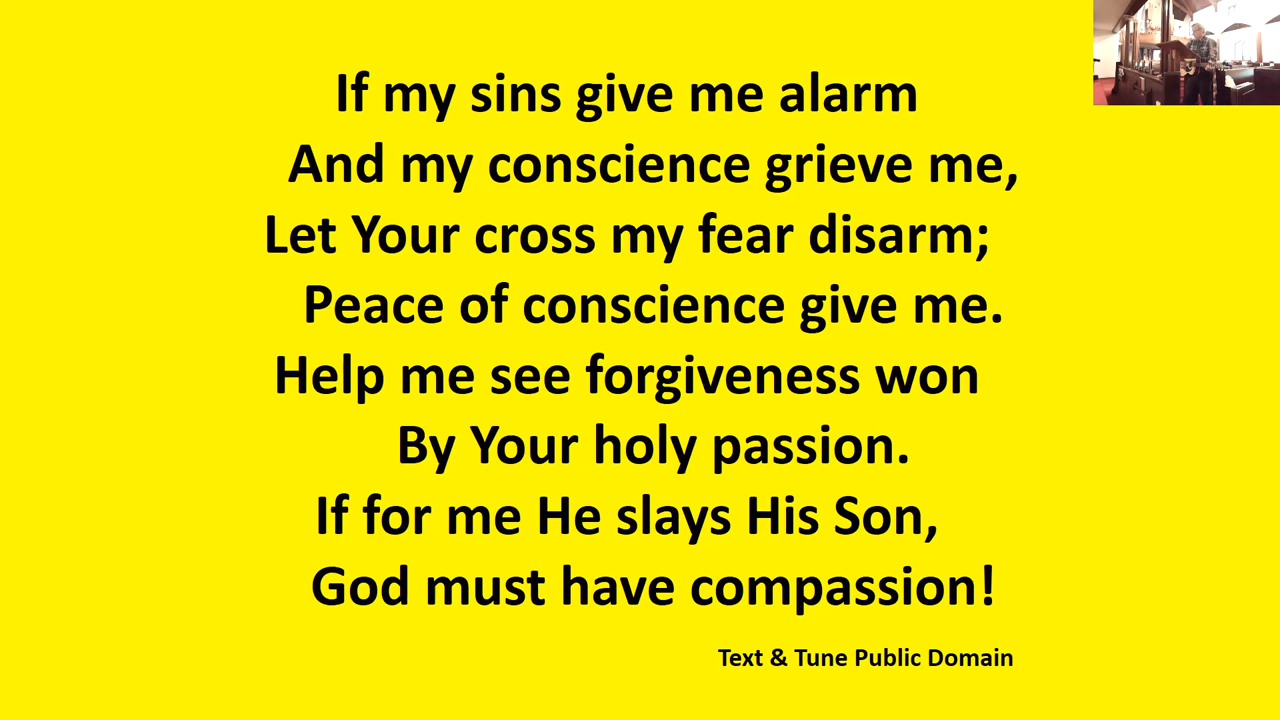 If my sins give me alarm
And my conscience grieve me,
Let Your cross my fear disarm;
Peace of conscience give me.
Help me see forgiveness won
By Your holy passion.
If for me He slays His Son,
God must have compassion!
Text & Tune Public Domain